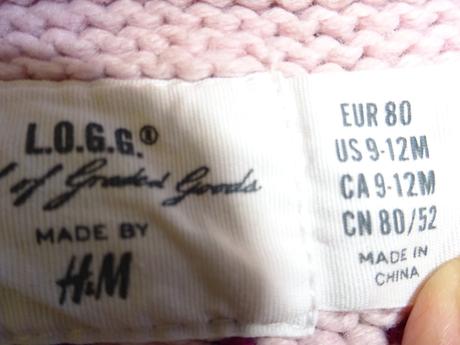 L.O.G.G.®
of Graded Goods
MADE BY
H&M
EUR 80
US 9-12M
CA 9-12M
CN 80/52
MADE IN
CHINA